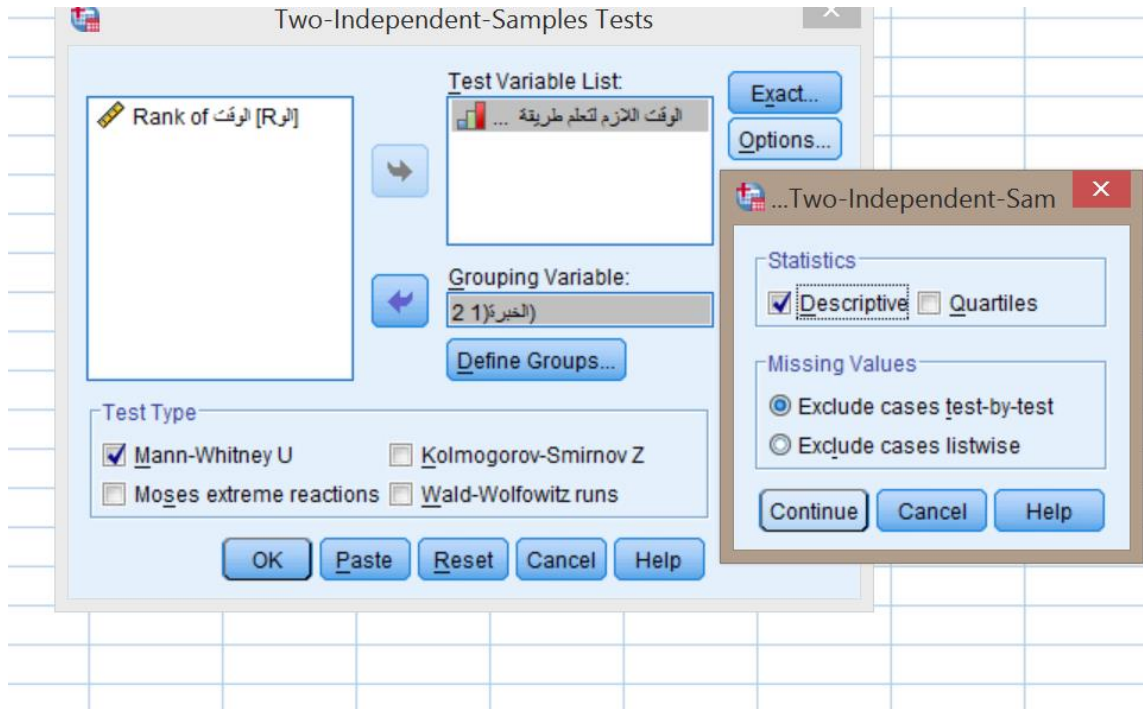 Two-Independent-Samples Tests
Rank of الوقت [الوR]
Test Variable List:
الوقت اللازم لتعلم طريقة ...
Grouping Variable:
الخبرة(1 2)
Define Groups...
Exact...
Options...
Test Type
Mann-Whitney U
Kolmogorov-Smirnov Z
Moses extreme reactions
Wald-Wolfowitz runs
OK
Paste
Reset
Cancel
Help
...Two-Independent-Sam
Statistics
Descriptive
Quartiles
Missing Values
Exclude cases test-by-test
Exclude cases listwise
Continue
Cancel
Help